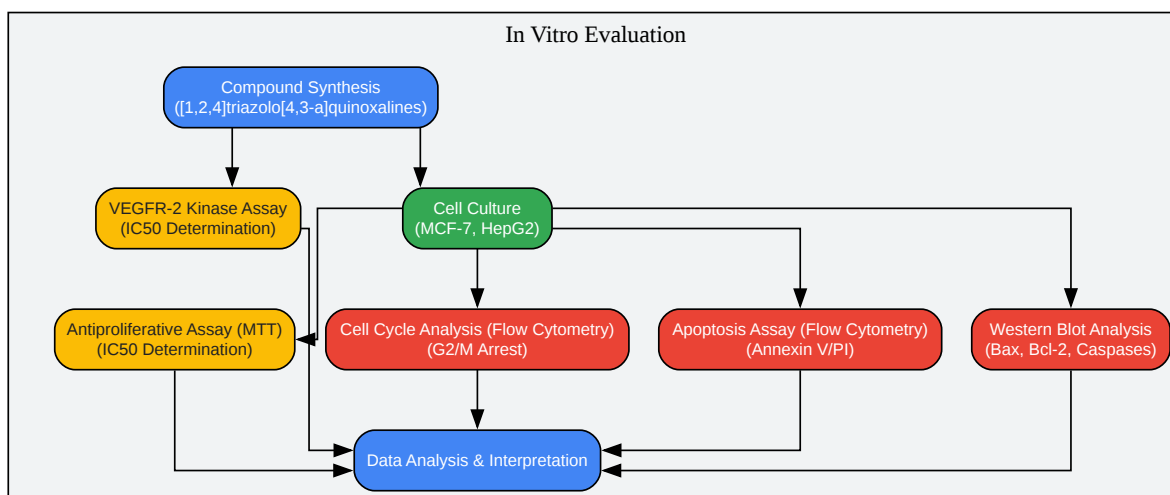 In Vitro Evaluation
Compound Synthesis
([1,2,4]triazolo[4,3-a]quinoxalines)
VEGFR-2 Kinase Assay
(IC50 Determination)
Cell Culture
(MCF-7, HepG2)
Antiproliferative Assay (MTT)
(IC50 Determination)
Cell Cycle Analysis (Flow Cytometry)
(G2/M Arrest)
Apoptosis Assay (Flow Cytometry)
(Annexin V/PI)
Western Blot Analysis
(Bax, Bcl-2, Caspases)
Data Analysis & Interpretation